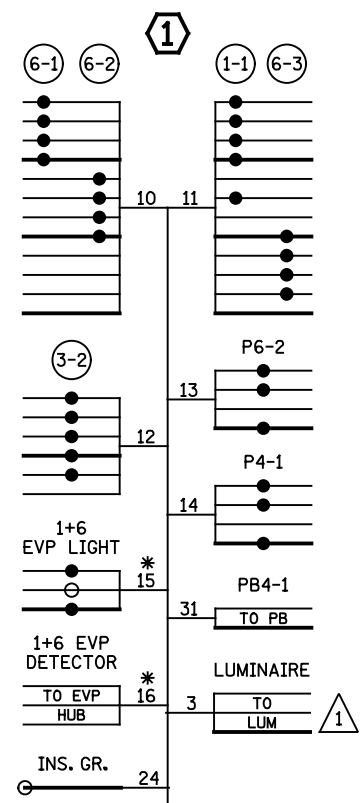 1
6-1 6-2 1-1 6-3
10 11
3-2
P6-2
13
12
P4-1
14
1+6
EVP LIGHT
*
15
PB4-1
31
TO PB
1+6 EVP
DETECTOR
*
TO EVP
16
HUB
LUMINAIRE
3
TO
LUM
1
INS. GR.
24